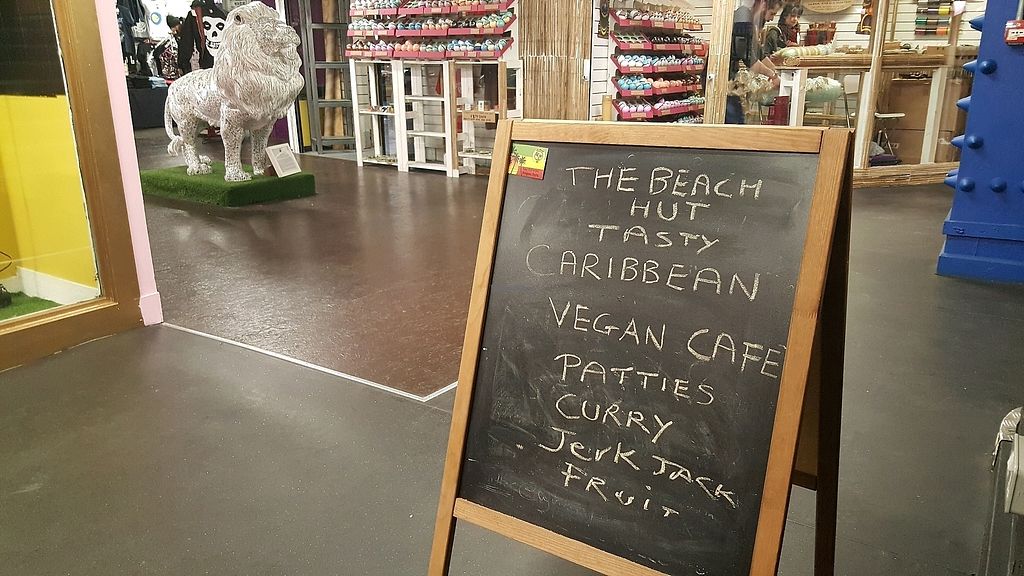 THE BEACH
HUT
TASTY
CARIBBEAN
VEGAN CAFE
PATTIES
CURRY
JerK JACK
FRuiT